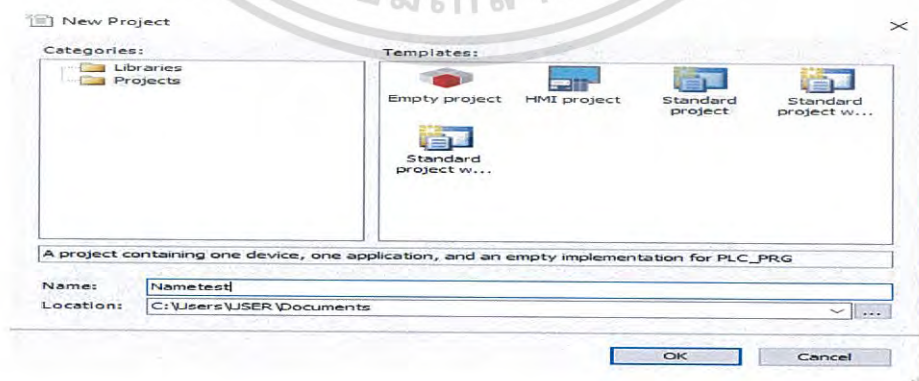 New Project
Categories:
Libraries
Projects
Templates:
Empty project
HMI project
Standard
project
Standard
project w...
Standard
project w...
A project containing one device, one application, and an empty implementation for PLC_PRG
Name:
Nametest
Location:
C:\Users\USER\Documents
...
OK
Cancel